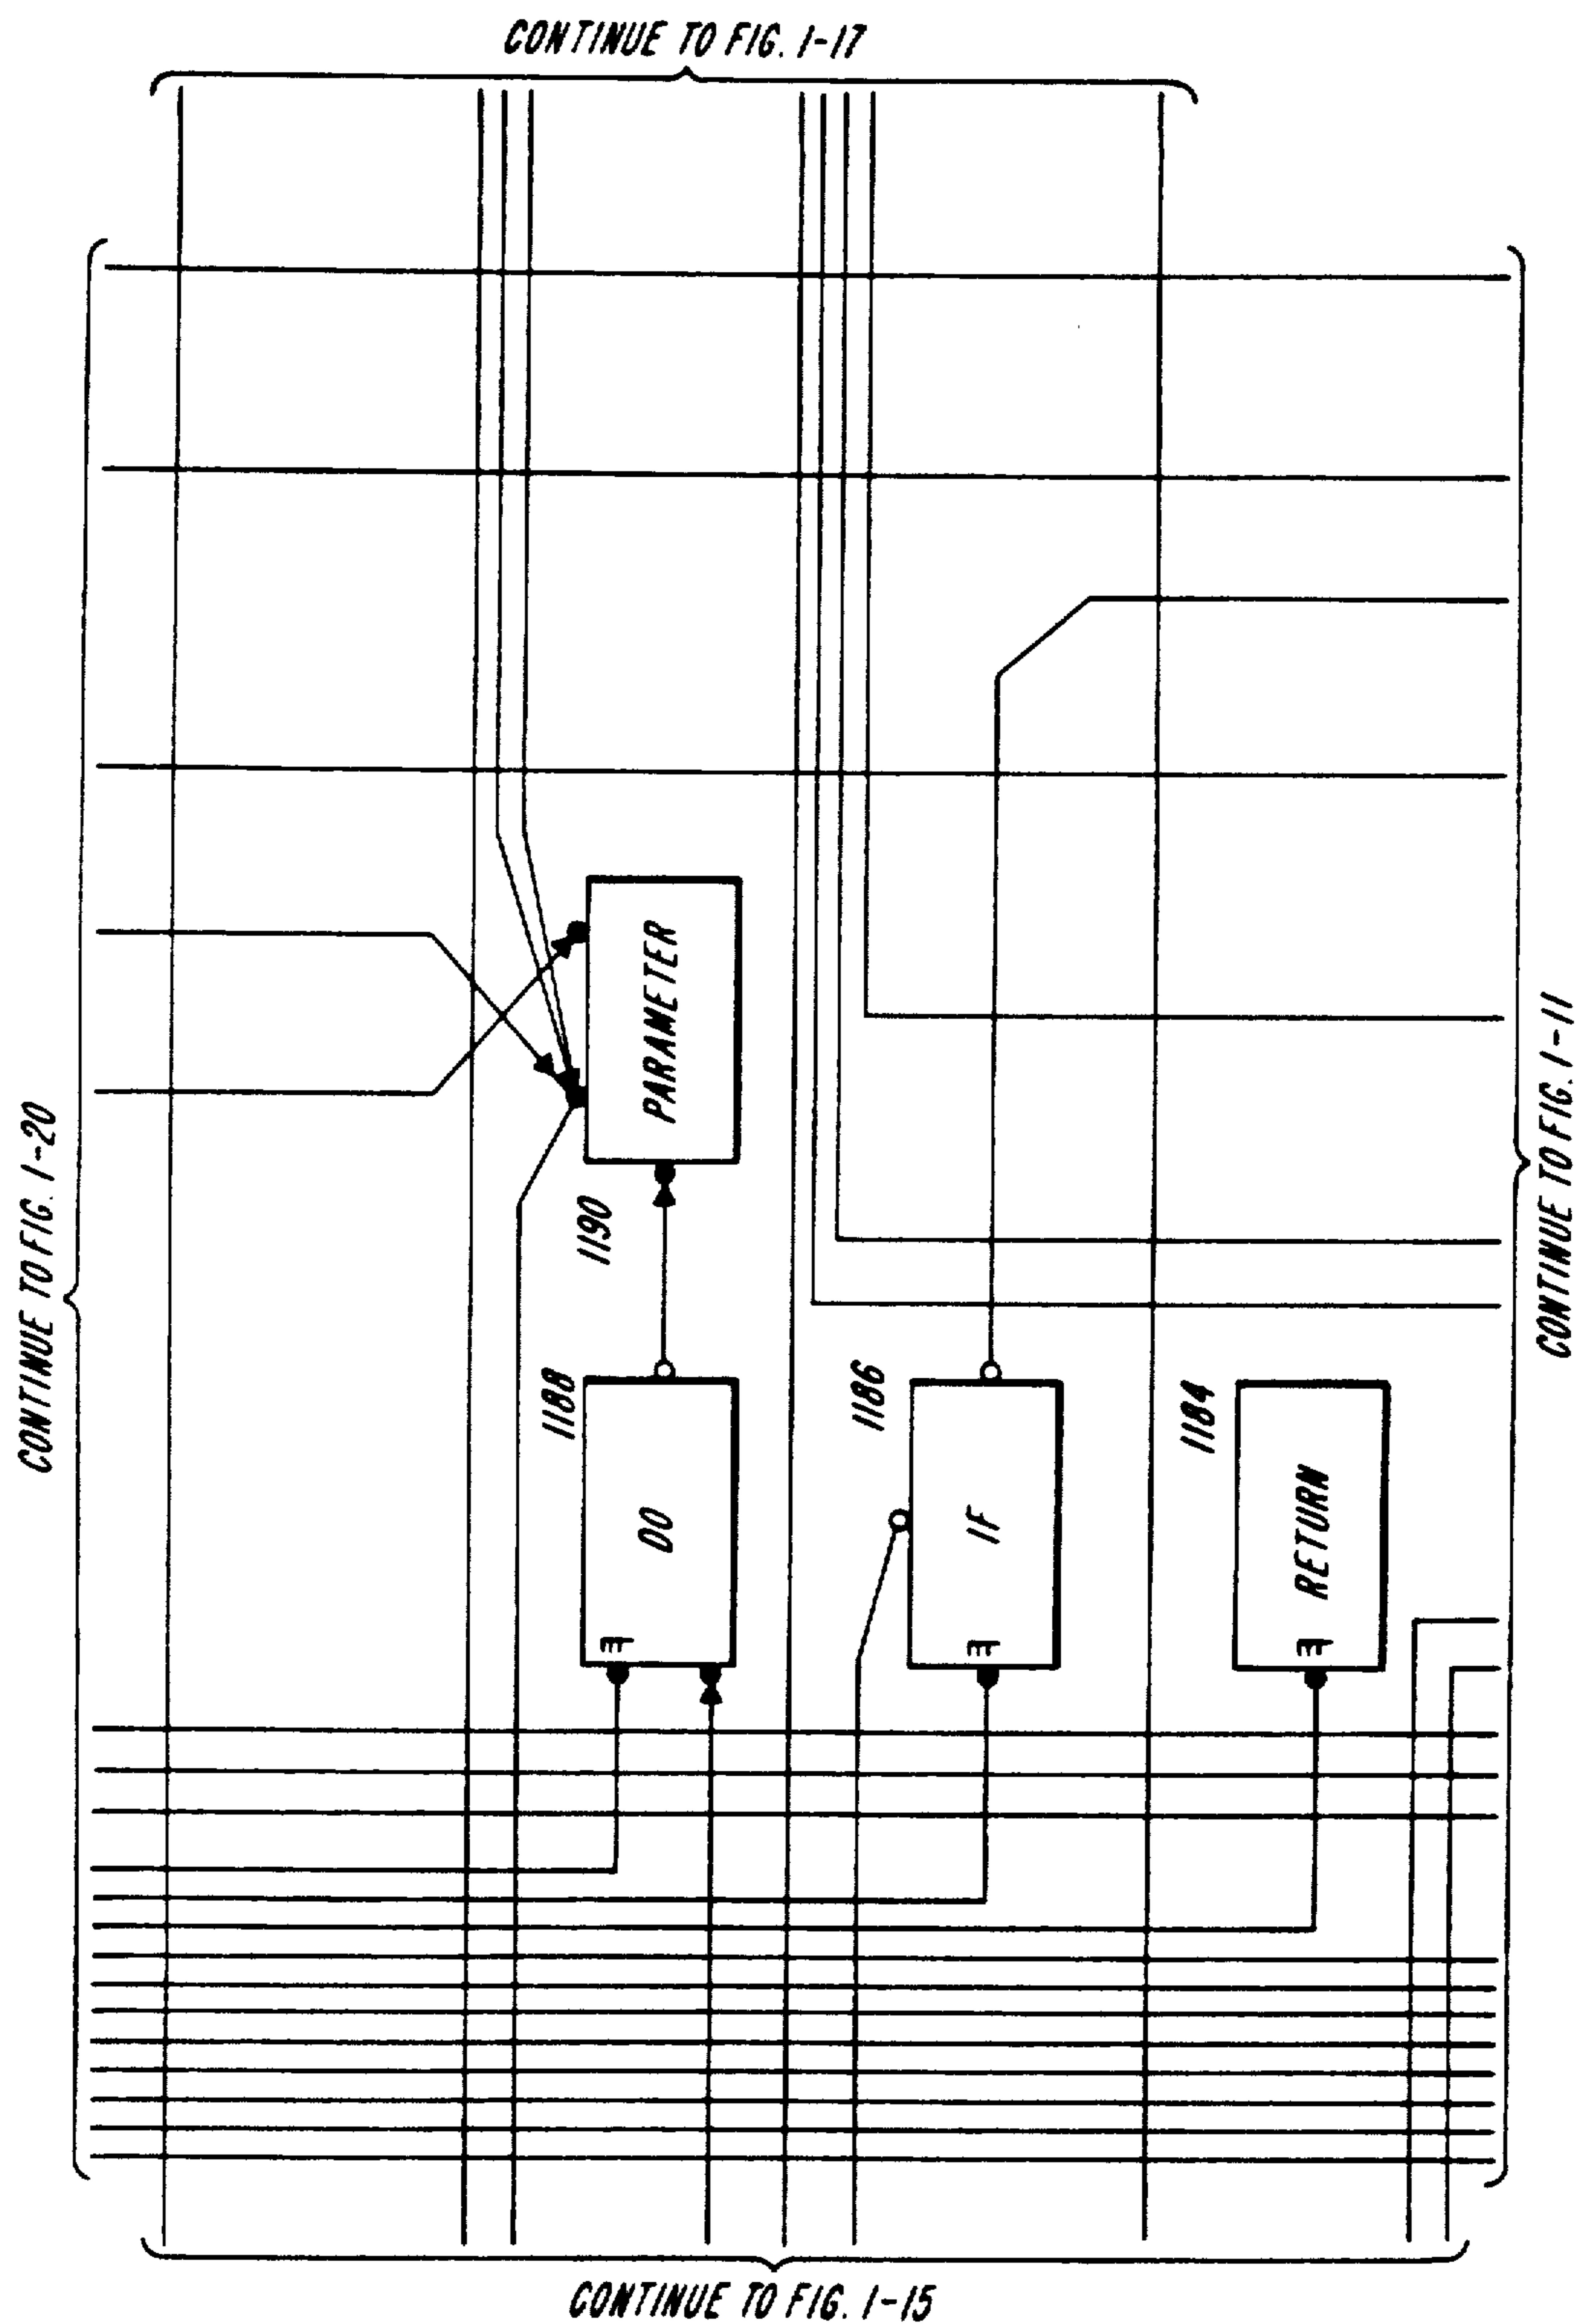 CONTINUE TO FIG. 1-17
CONTINUE TO FIG. 1-20
PARAMETER
1190
CONTINUE TO FIG. 1-11
1188
DO
E
1186
IF
E
1184
RETURN
E
CONTINUE TO FIG. 1-15